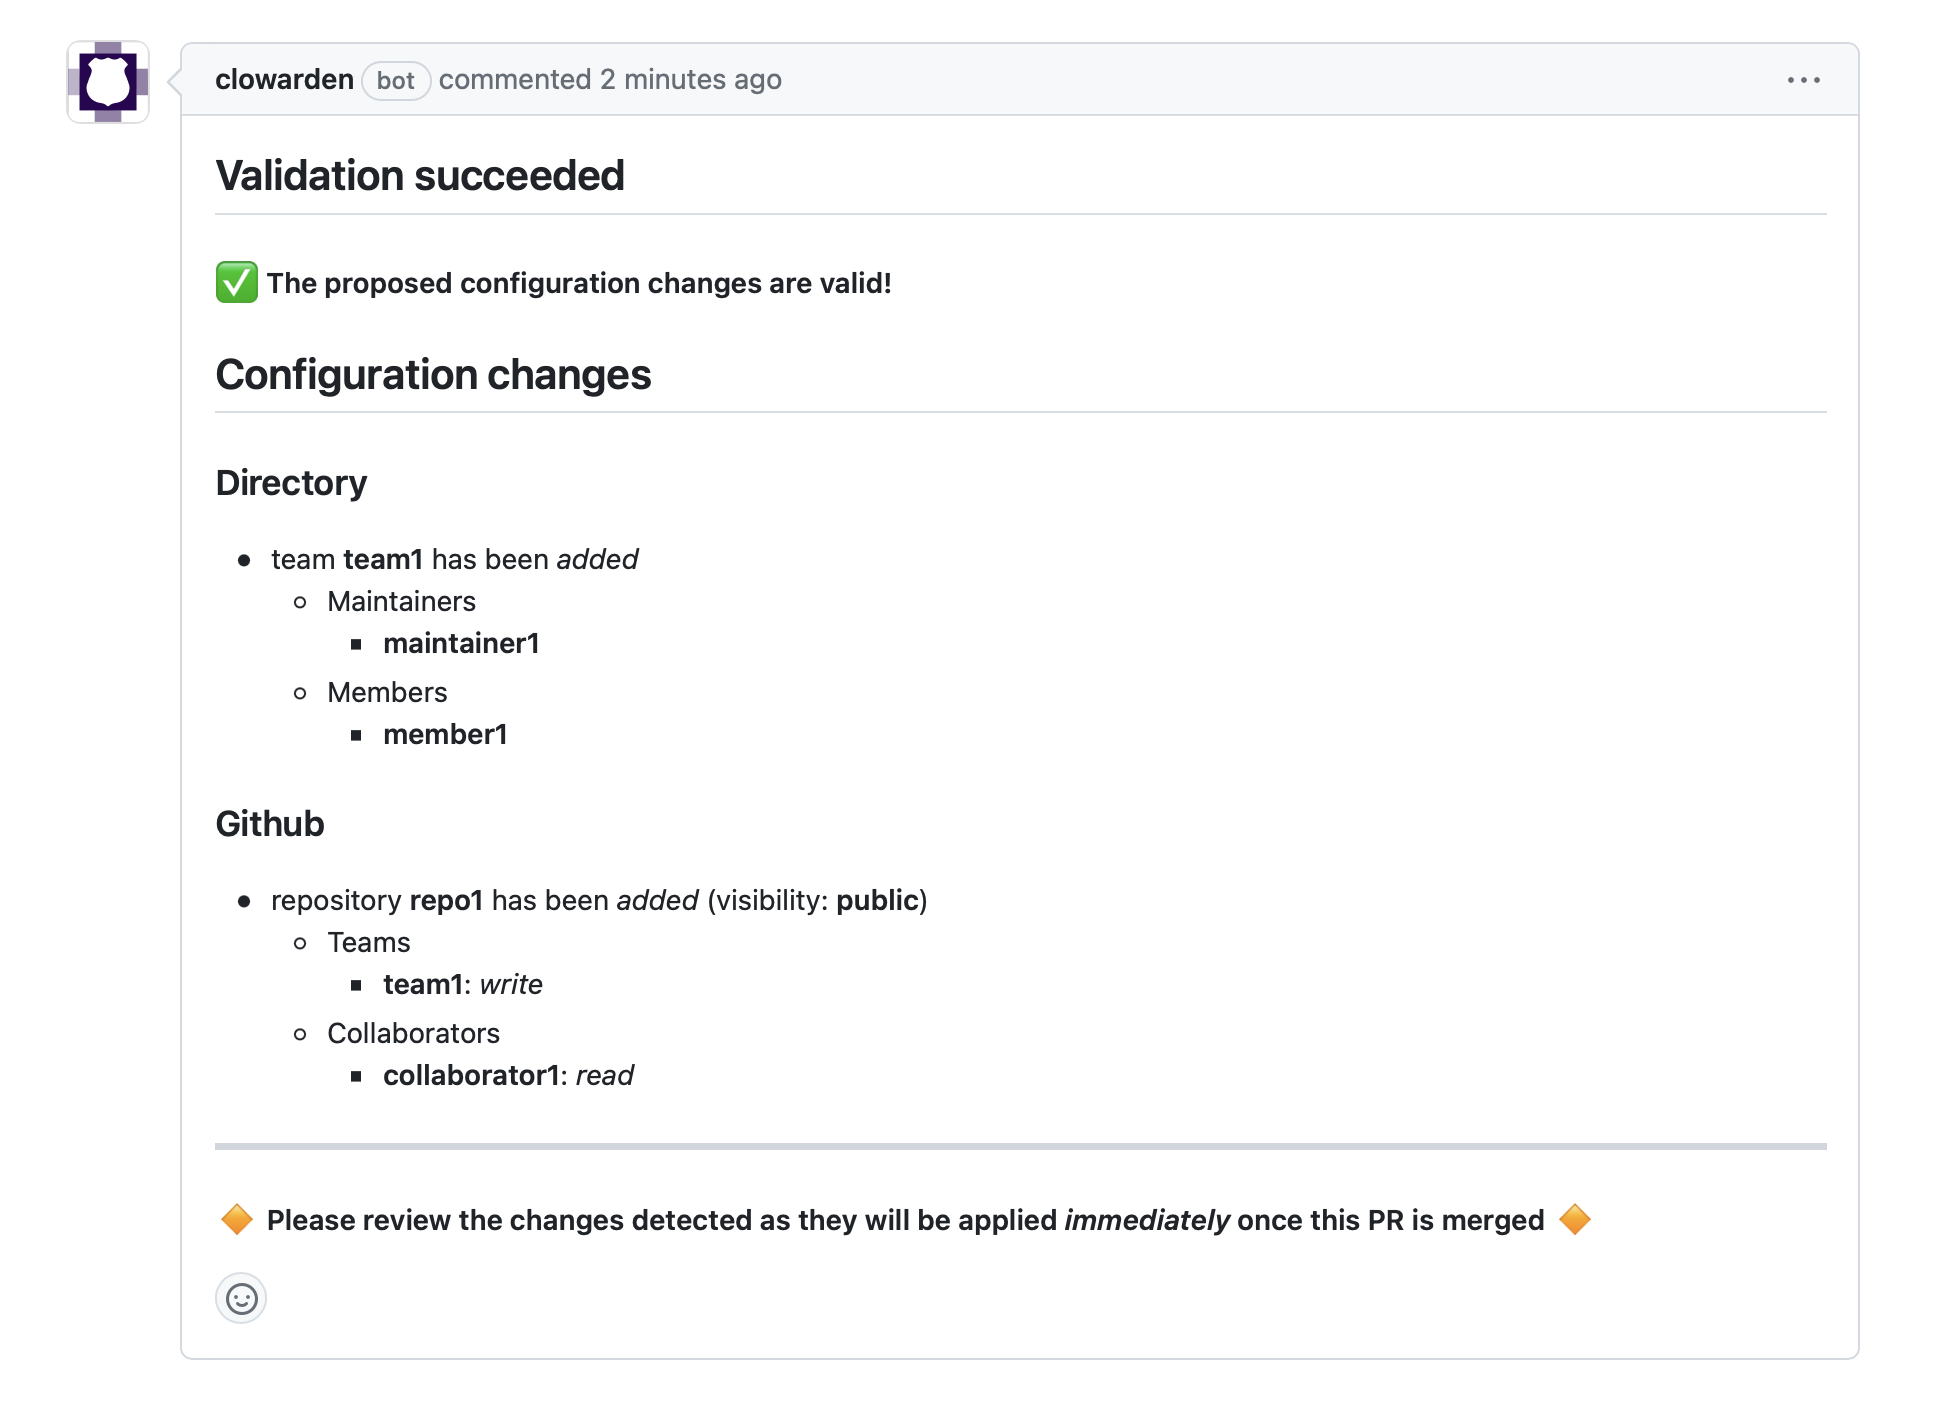 clowarden bot commented 2 minutes ago
Validation succeeded
The proposed configuration changes are valid!
Configuration changes
Directory
team team1 has been added
Maintainers
maintainer1
Members
member1
Github
repository repo1 has been added (visibility: public)
Teams
team1: write
Collaborators
collaborator1: read
Please review the changes detected as they will be applied immediately once this PR is merged